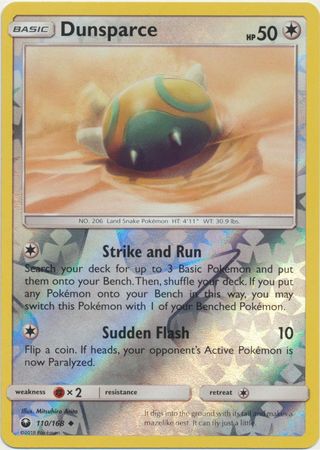 BASIC
Dunsparce
HP 50
NO. 206 Land Snake Pokémon HT: 4'11" WT: 30.9 lbs.
Strike and Run
Search your deck for up to 3 Basic Pokémon and put
them onto your Bench. Then, shuffle your deck. If you put
any Pokémon onto your Bench in this way, you may
switch this Pokémon with 1 of your Benched Pokémon.
Sudden Flash 10
Flip a coin. If heads, your opponent's Active Pokémon is
now Paralyzed.
weakness × 2 resistance retreat
Illus. Mitsuhiro Arita
110/168
©2018 Pokémon
It digs into the ground with its tail and makes a
mazelike nest. It can fly just a little.